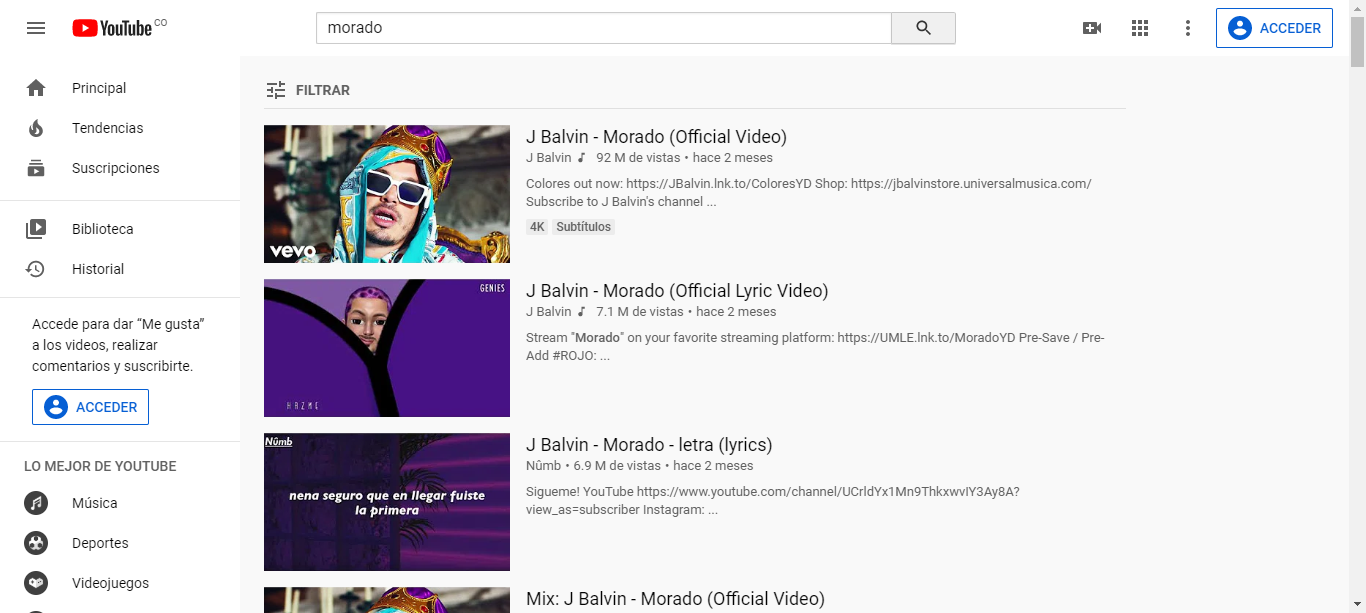 YouTube CO
morado
ACCEDER
Principal
Tendencias
Suscripciones
Biblioteca
Historial
Accede para dar “Me gusta”
a los videos, realizar
comentarios y suscribirte.
ACCEDER
LO MEJOR DE YOUTUBE
Música
Deportes
Videojuegos
FILTRAR
vevo
J Balvin - Morado (Official Video)
J Balvin 92 M de vistas • hace 2 meses
Colores out now: https://JBalvin.lnk.to/ColoresYD Shop: https://jbalvinstore.universalmusica.com/
Subscribe to J Balvin's channel ...
4K Subtítulos
GENIES
HAZME
J Balvin - Morado (Official Lyric Video)
J Balvin 7.1 M de vistas • hace 2 meses
Stream "Morado" on your favorite streaming platform: https://UMLE.lnk.to/MoradoYD Pre-Save / Pre-
Add #ROJO: ...
Nûmb
nena seguro que en llegar fuiste
la primera
J Balvin - Morado - letra (lyrics)
Nûmb • 6.9 M de vistas • hace 2 meses
Sigueme! YouTube https://www.youtube.com/channel/UCrldYx1Mn9ThkxwvIY3Ay8A?
view_as=subscriber Instagram: ...
Mix: J Balvin - Morado (Official Video)